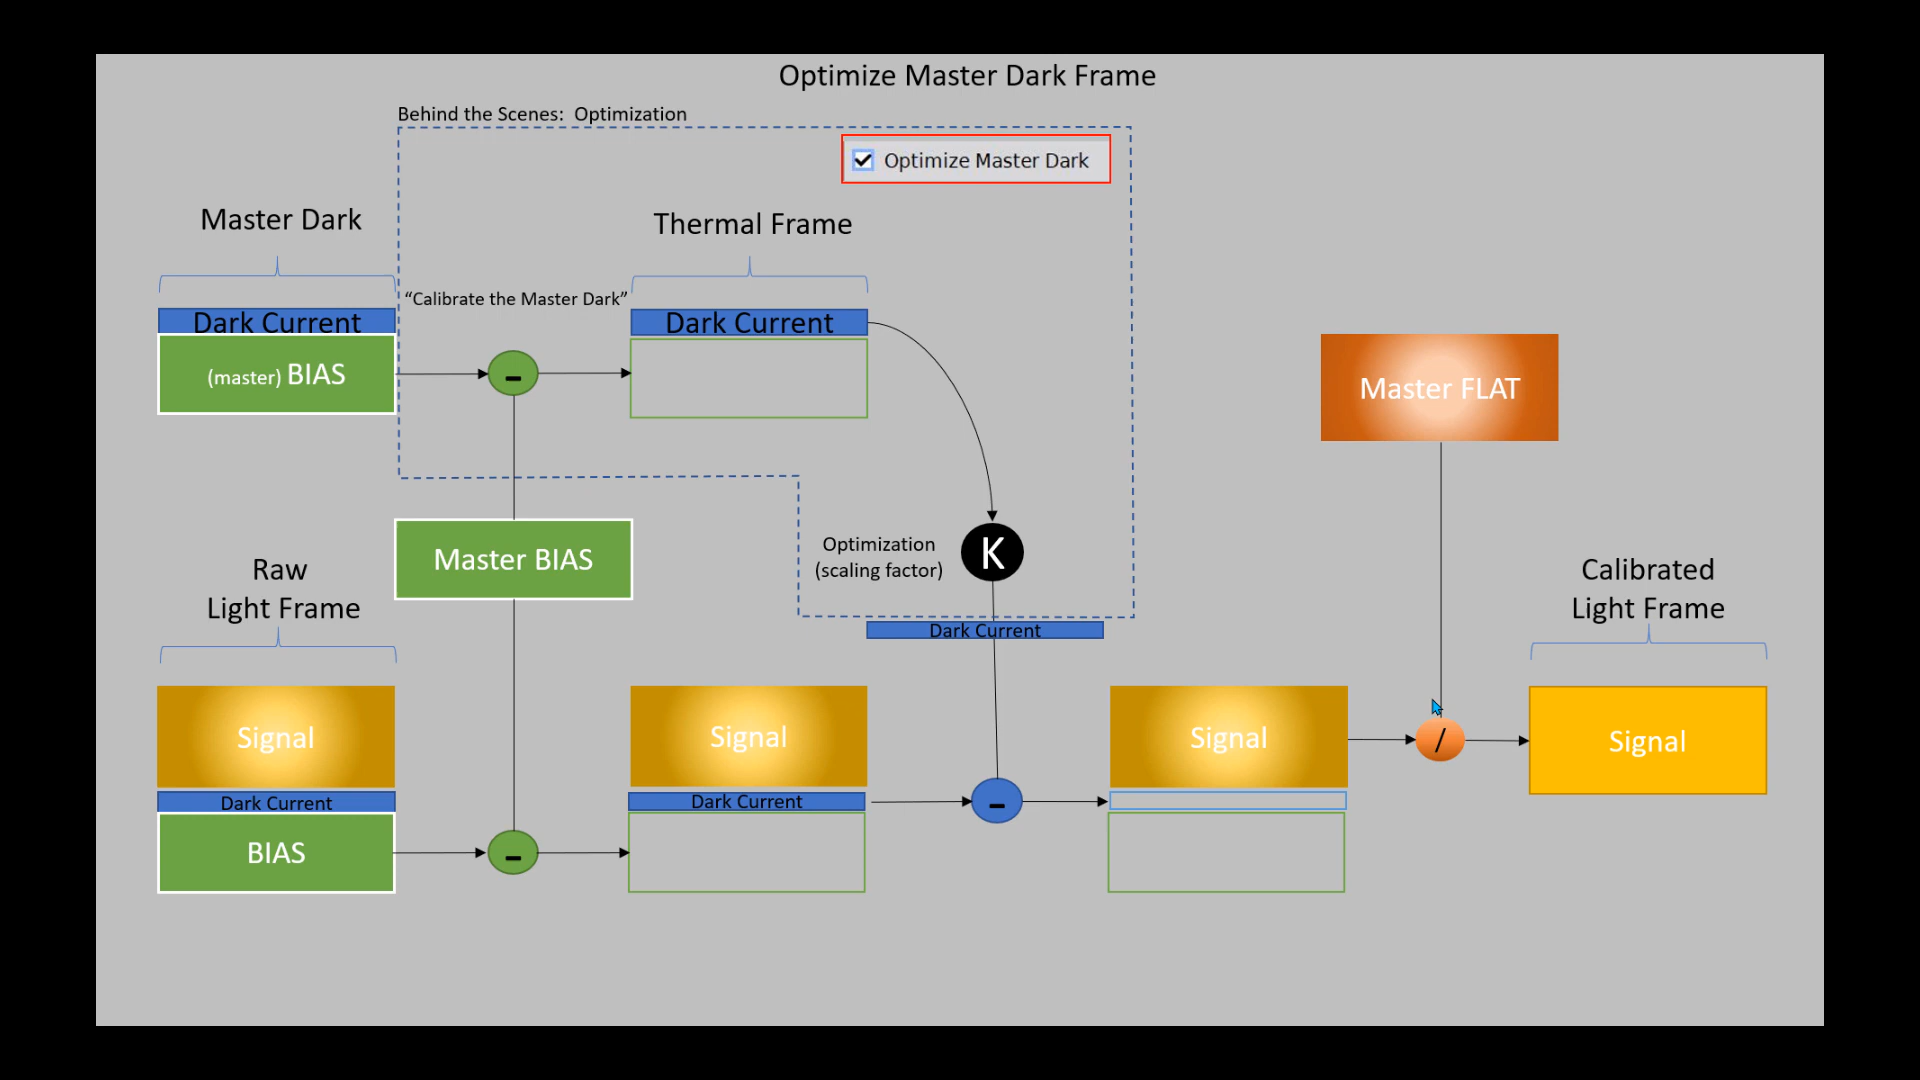 Optimize Master Dark Frame
Behind the Scenes: Optimization
Optimize Master Dark
Master Dark
Thermal Frame
“Calibrate the Master Dark”
Dark Current
Dark Current
(master) BIAS
-
Master FLAT
Optimization
(scaling factor)
K
Master BIAS
Raw
Light Frame
Calibrated
Light Frame
Dark Current
Signal
Signal
Signal
/
Signal
Dark Current
Dark Current
-
BIAS
-